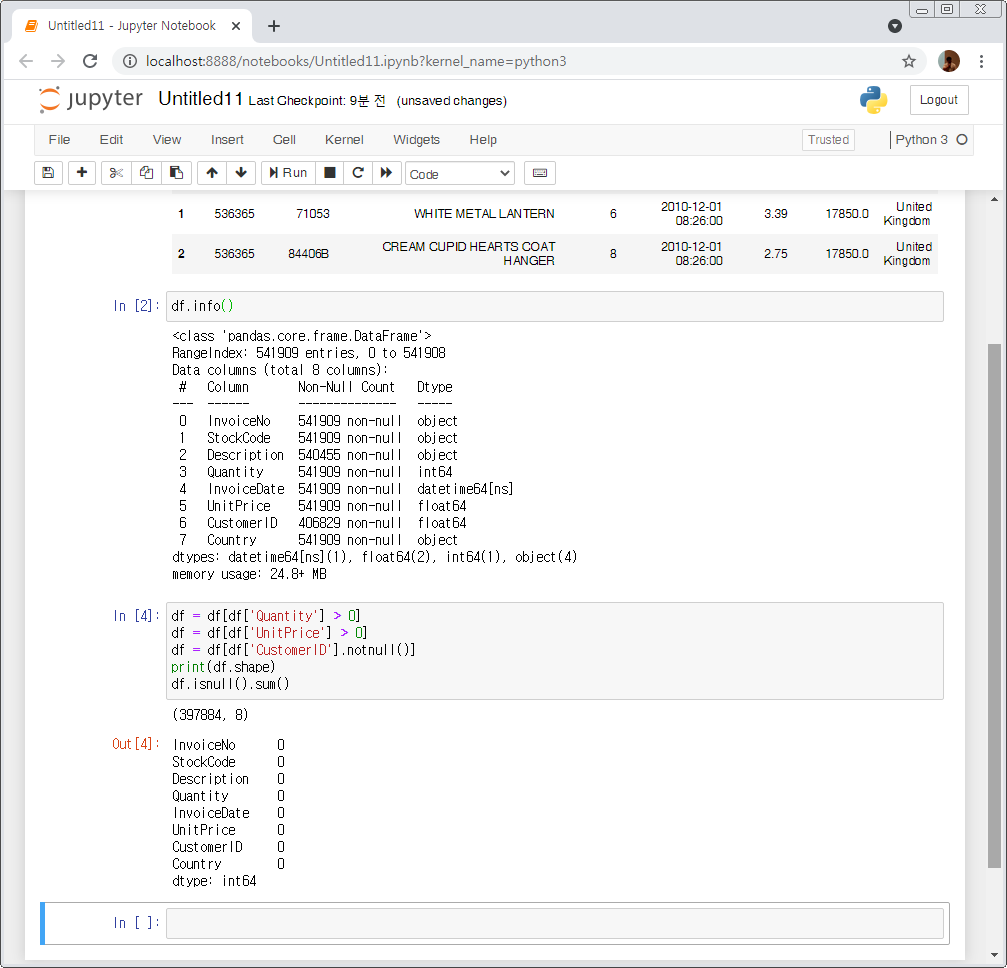 Untitled11 - Jupyter Notebook
localhost:8888/notebooks/Untitled11.ipynb?kernel_name=python3
jupyter Untitled11 Last Checkpoint: 9분 전 (unsaved changes)
Logout
File Edit View Insert Cell Kernel Widgets Help
Trusted
Python 3
Run
Code
1 536365 71053 WHITE METAL LANTERN 6 2010-12-01 08:26:00 3.39 17850.0 United Kingdom
2 536365 84406B CREAM CUPID HEARTS COAT HANGER 8 2010-12-01 08:26:00 2.75 17850.0 United Kingdom
In [2]: df.info()
<class 'pandas.core.frame.DataFrame'>
RangeIndex: 541909 entries, 0 to 541908
Data columns (total 8 columns):
# Column Non-Null Count Dtype
--- ------ -------------- -----
0 InvoiceNo 541909 non-null object
1 StockCode 541909 non-null object
2 Description 540455 non-null object
3 Quantity 541909 non-null int64
4 InvoiceDate 541909 non-null datetime64[ns]
5 UnitPrice 541909 non-null float64
6 CustomerID 406829 non-null float64
7 Country 541909 non-null object
dtypes: datetime64[ns](1), float64(2), int64(1), object(4)
memory usage: 24.8+ MB
In [4]: df = df[df['Quantity'] > 0]
df = df[df['UnitPrice'] > 0]
df = df[df['CustomerID'].notnull()]
print(df.shape)
df.isnull().sum()
(397884, 8)
Out[4]: InvoiceNo 0
StockCode 0
Description 0
Quantity 0
InvoiceDate 0
UnitPrice 0
CustomerID 0
Country 0
dtype: int64
In [ ]: